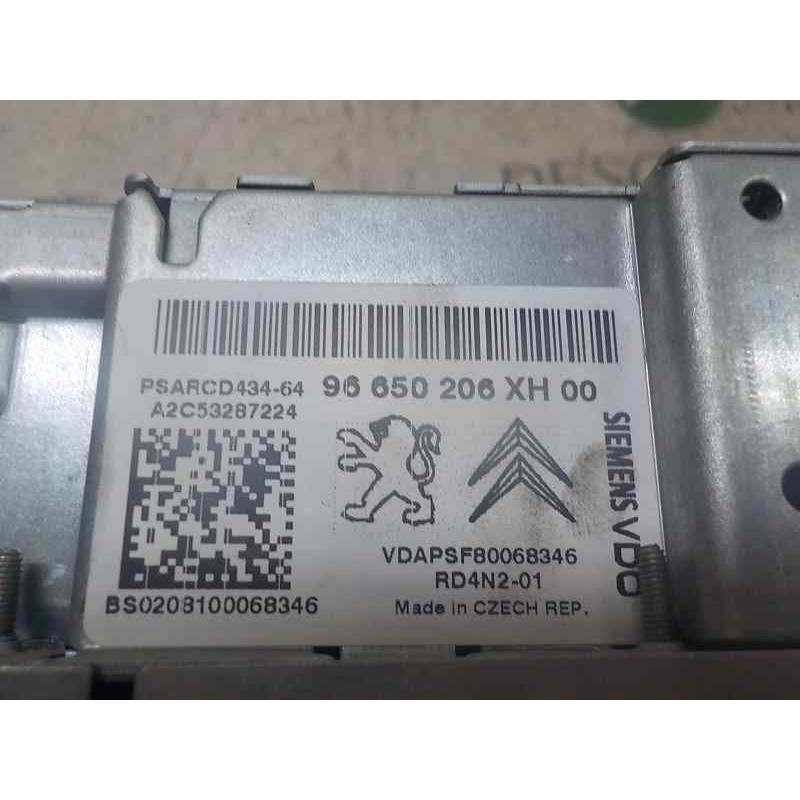 PSARCD434-64 96 650 206 XH 00
A2C53287224
SIEMENS VDO
VDAPSF80068346
RD4N2-01
BS0208100068346
Made in CZECH REP.